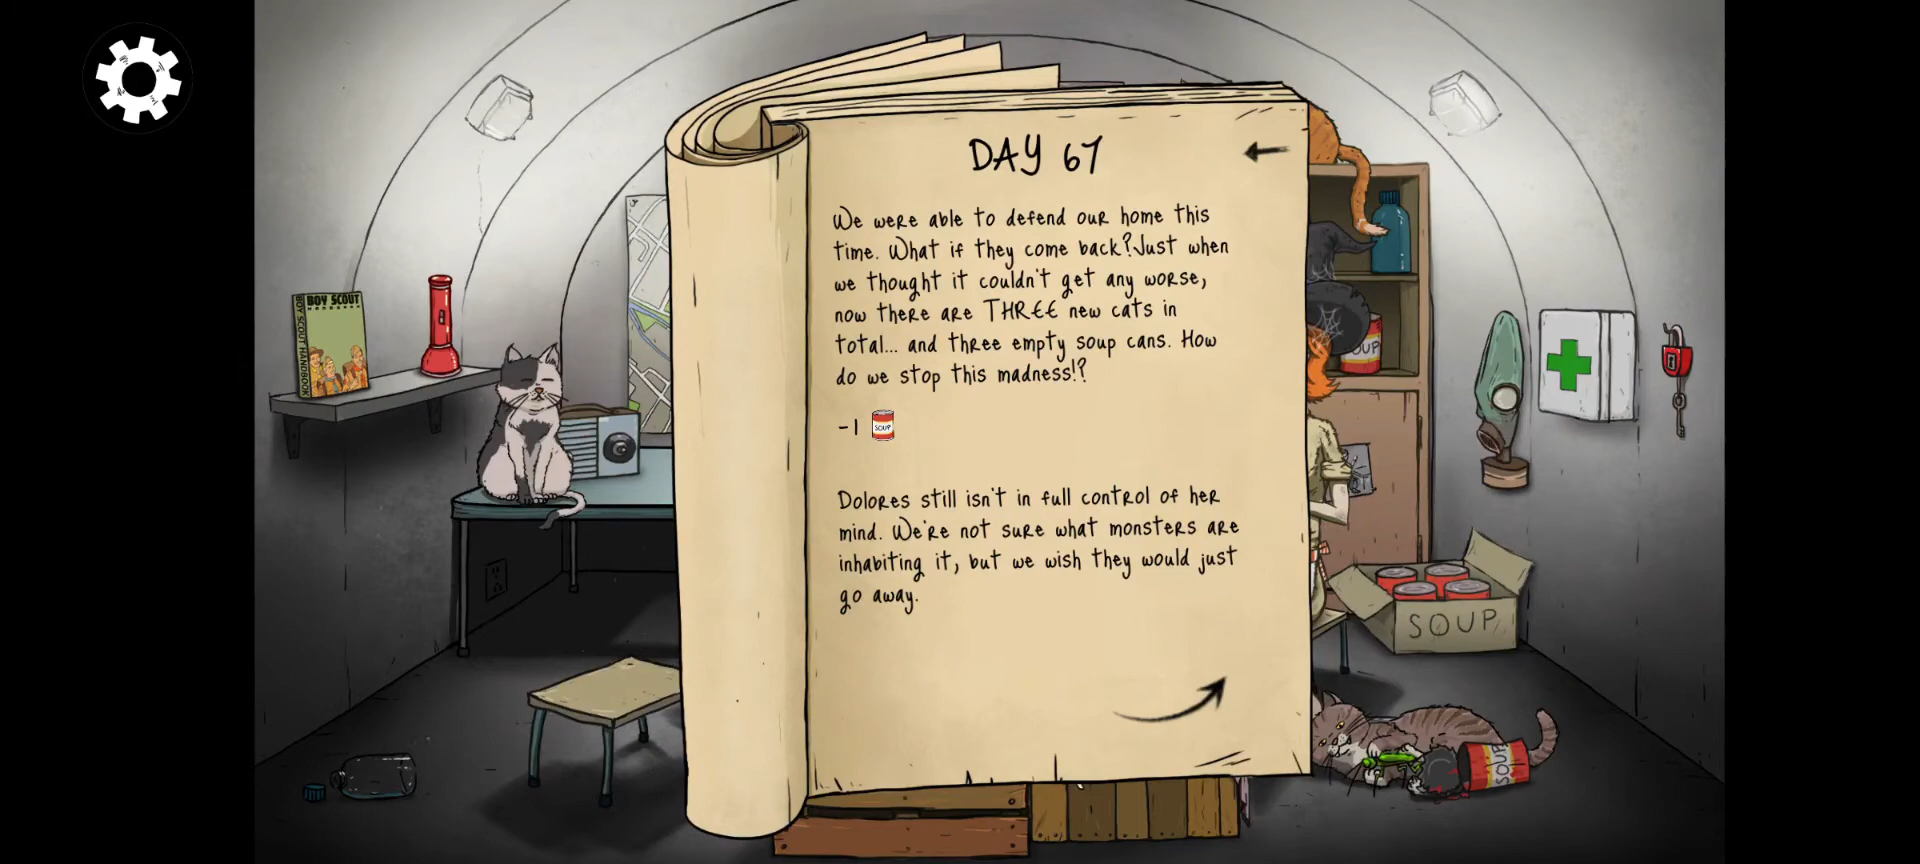 DAY 67
We were able to defend our home this
time. What if they come back?Just when
we thought it couldn't get any worse,
now there are THREE new cats in
total... and three empty soup cans. How
do we stop this madness!?
-1 SOUP
Dolores still isn't in full control of her
mind. We're not sure what monsters are
inhabiting it, but we wish they would just
go away.
BOY SCOUT
BOY SCOUT HANDBOOK
SOUP
SOUP